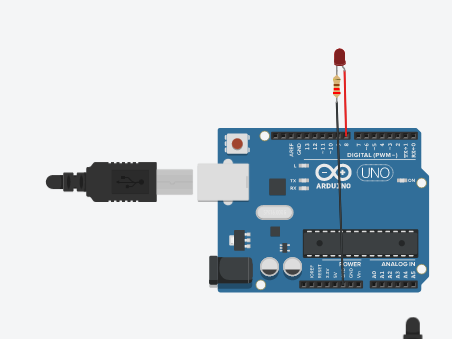 AREF
GND
13
12
~11
~10
8
7
~6
~5
4
~3
2
TX→1
RX←0
L
DIGITAL (PWM~)
TX
RX
ARDUINO
UNO
ON
POWER
ANALOG IN
IOREF
RESET
3.3V
5V
GND
Vin
A0
A1
A2
A3
A4
A5